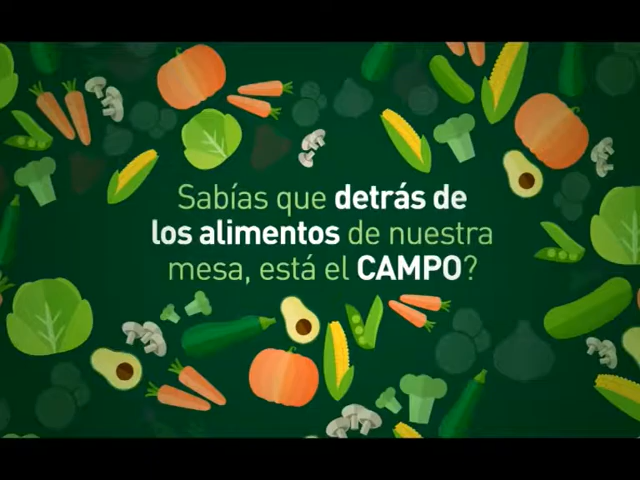 Sabías que detrás de
los alimentos de nuestra
mesa, está el CAMPO?